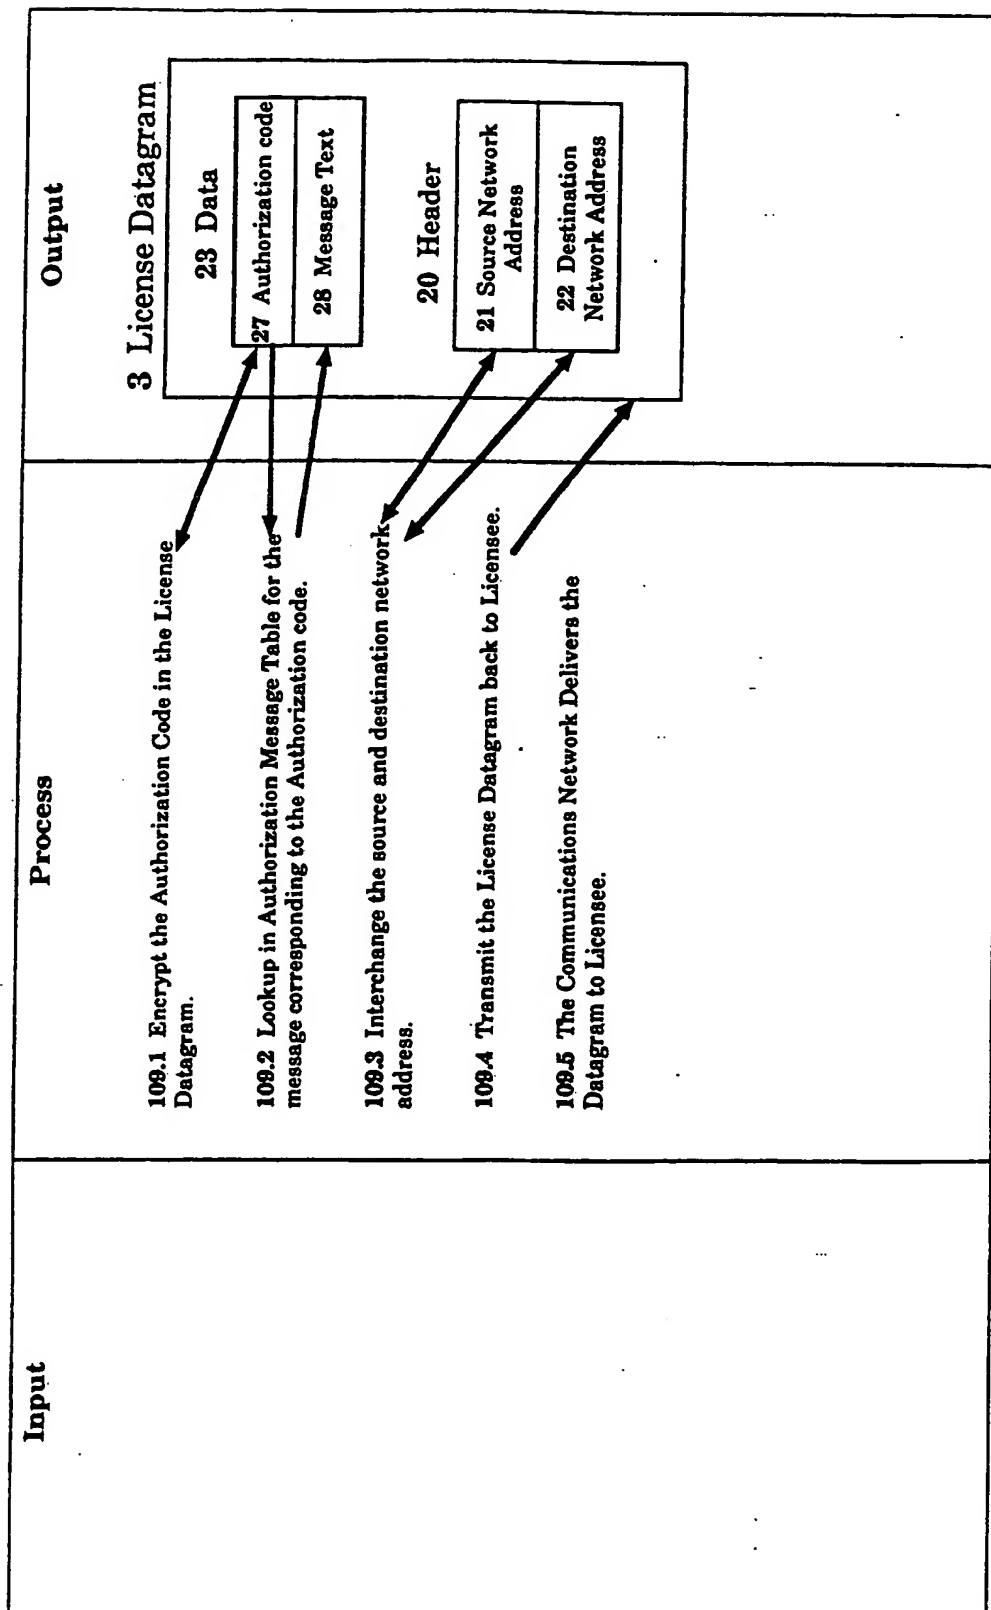 Input
Process
Output
109.1 Encrypt the Authorization Code in the License
Datagram.
109.2 Lookup in Authorization Message Table for the
message corresponding to the Authorization code.
109.3 Interchange the source and destination network
address.
109.4 Transmit the License Datagram back to Licensee.
109.5 The Communications Network Delivers the
Datagram to Licensee.
3 License Datagram
23 Data
27 Authorization code
28 Message Text
20 Header
21 Source Network
Address
22 Destination
Network Address